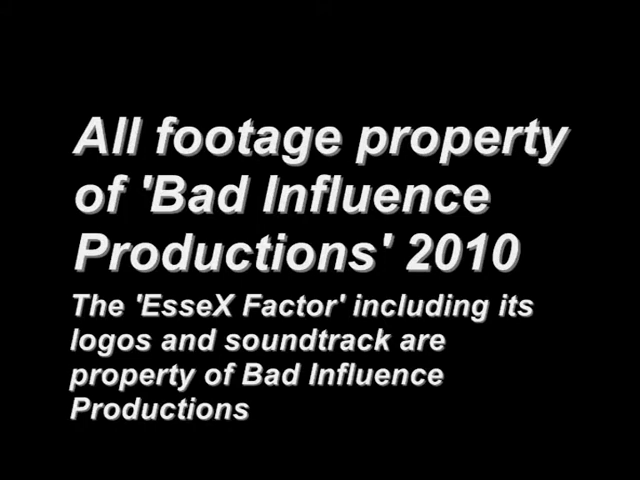 All footage property
of 'Bad Influence
Productions' 2010
The 'EsseX Factor' including its
logos and soundtrack are
property of Bad Influence
Productions